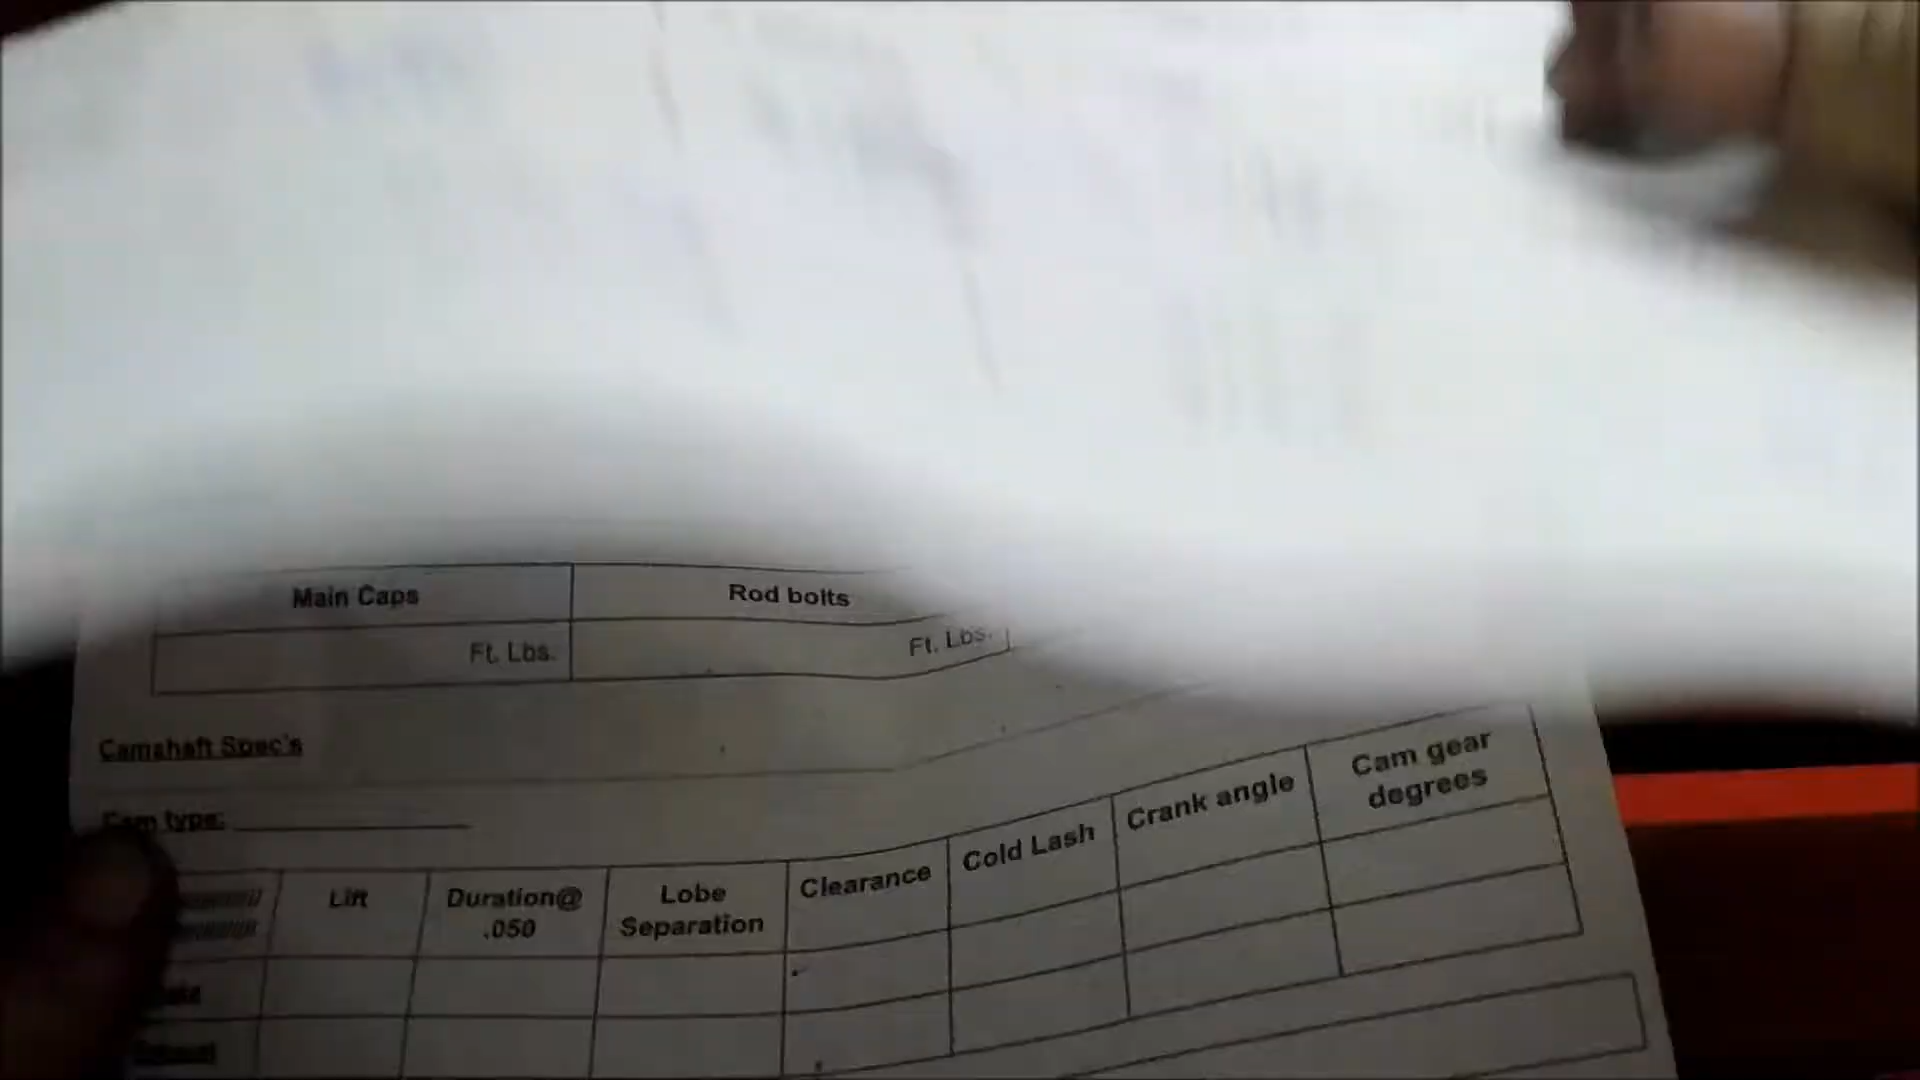 Main Caps Rod bolts
Ft. Lbs. Ft. Lbs.
Camshaft Spec's
Cam type:
Lift Duration@ .050 Lobe Separation Clearance Cold Lash Crank angle Cam gear degrees
Exhaust